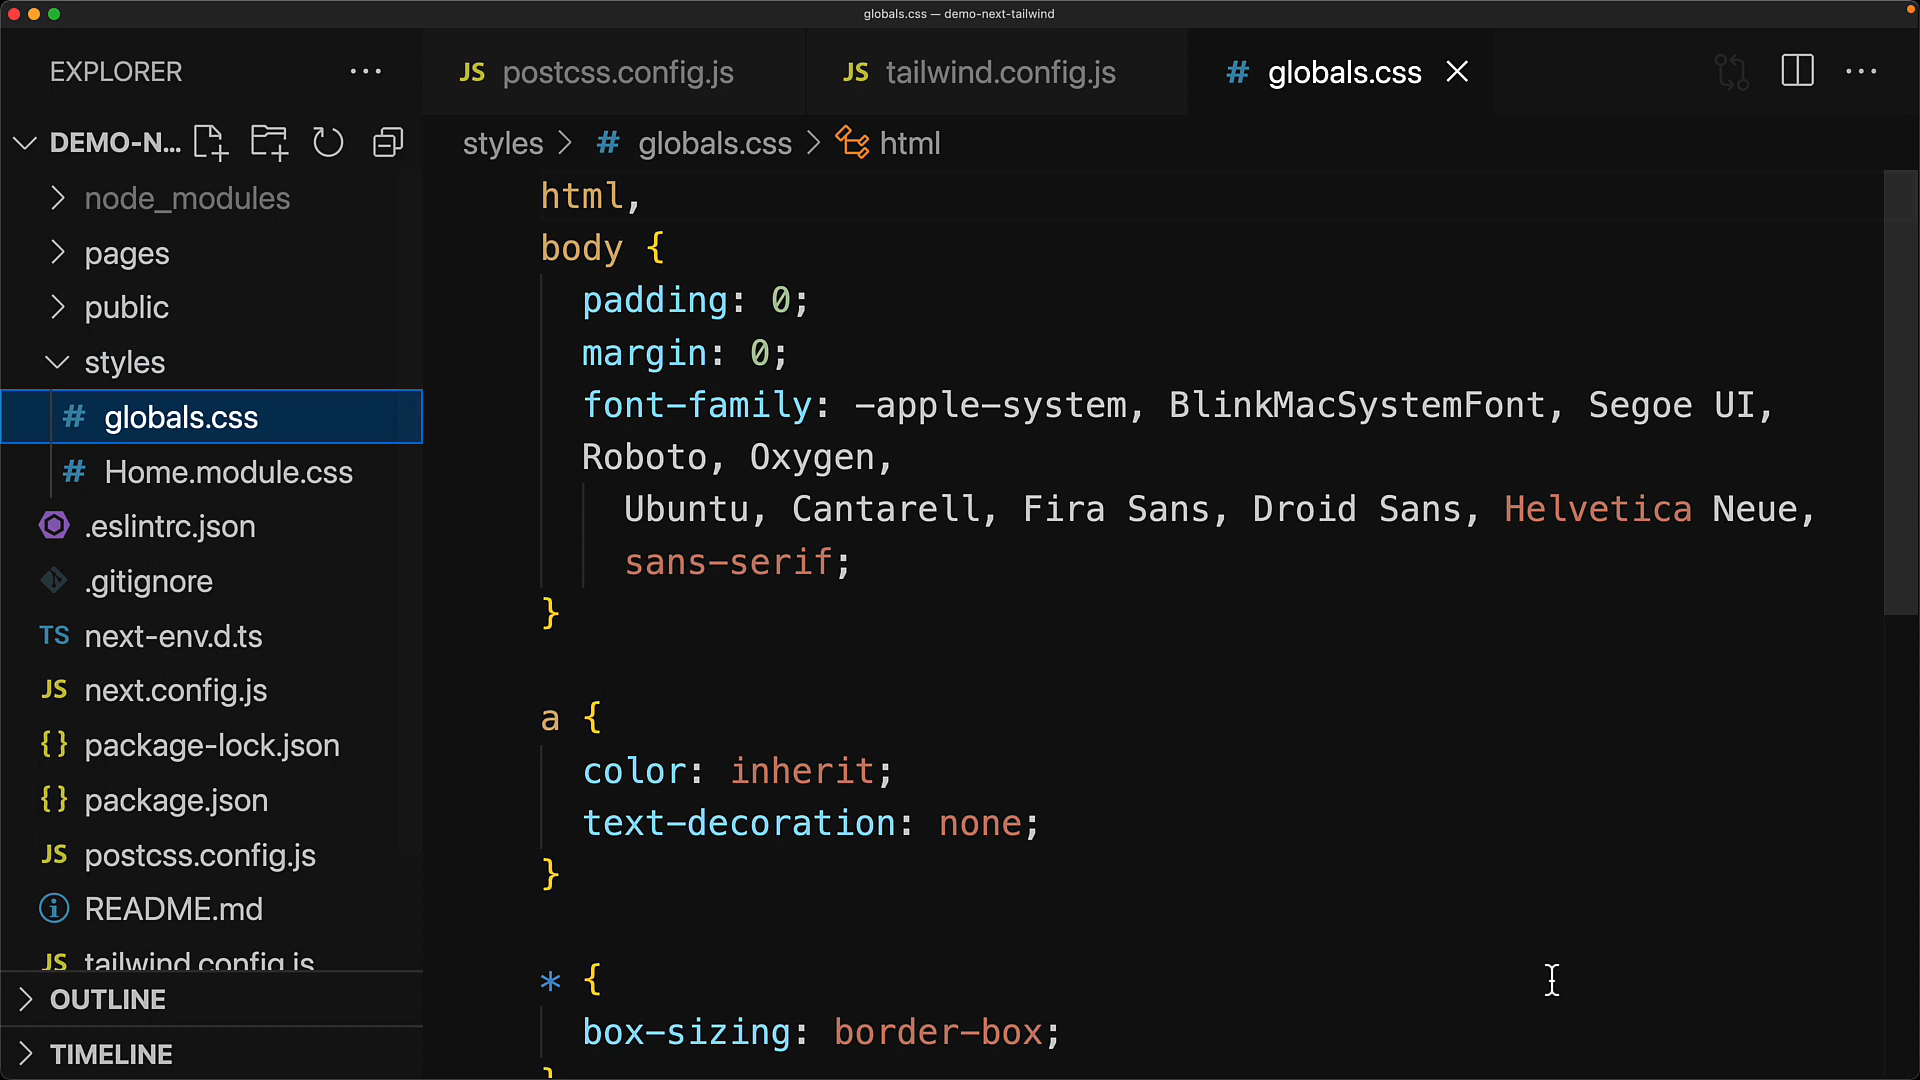 globals.css — demo-next-tailwind
EXPLORER
JS postcss.config.js
JS tailwind.config.js
# globals.css
DEMO-N...
styles > # globals.css > html
node_modules
pages
public
styles
# globals.css
# Home.module.css
.eslintrc.json
.gitignore
TS next-env.d.ts
JS next.config.js
{} package-lock.json
{} package.json
JS postcss.config.js
README.md
JS tailwind.config.js
OUTLINE
TIMELINE
html,
body {
padding: 0;
margin: 0;
font-family: -apple-system, BlinkMacSystemFont, Segoe UI,
Roboto, Oxygen,
Ubuntu, Cantarell, Fira Sans, Droid Sans, Helvetica Neue,
sans-serif;
}
a {
color: inherit;
text-decoration: none;
}
* {
box-sizing: border-box;
}